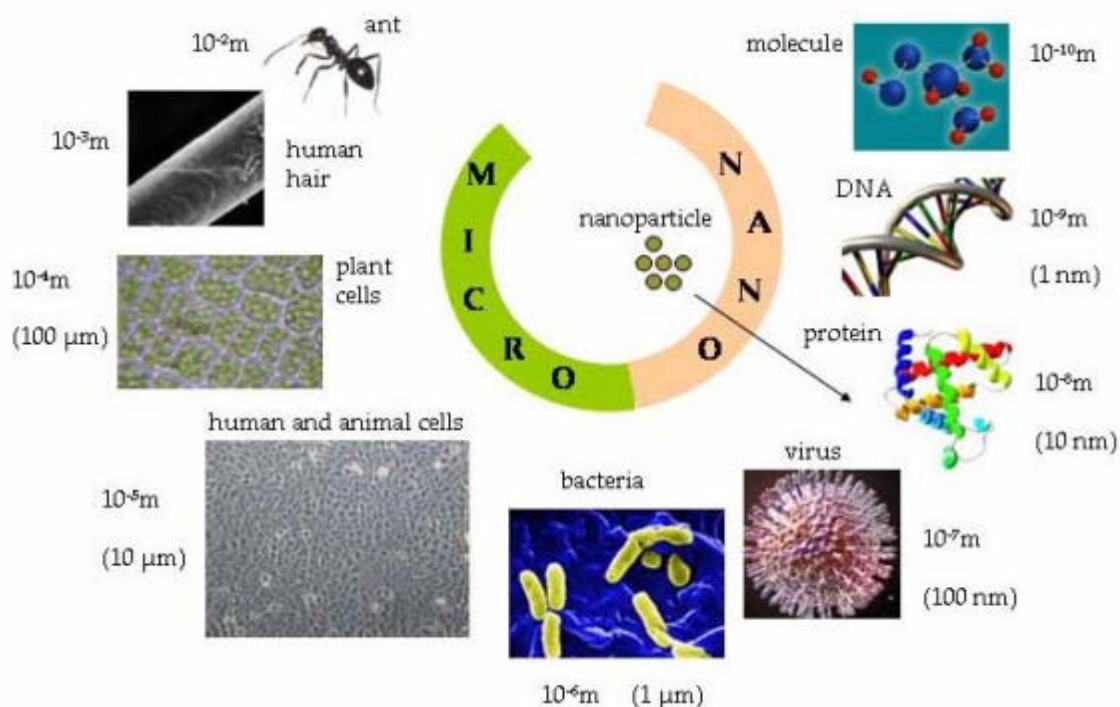 10⁻²m
ant
10⁻³m
human
hair
10⁻⁴m
(100 µm)
plant
cells
human and animal cells
10⁻⁵m
(10 µm)
bacteria
10⁻⁶m (1 µm)
virus
10⁻⁷m
(100 nm)
protein
10⁻⁸m
(10 nm)
DNA
10⁻⁹m
(1 nm)
molecule
10⁻¹⁰m
MICRO
NANO
nanoparticle